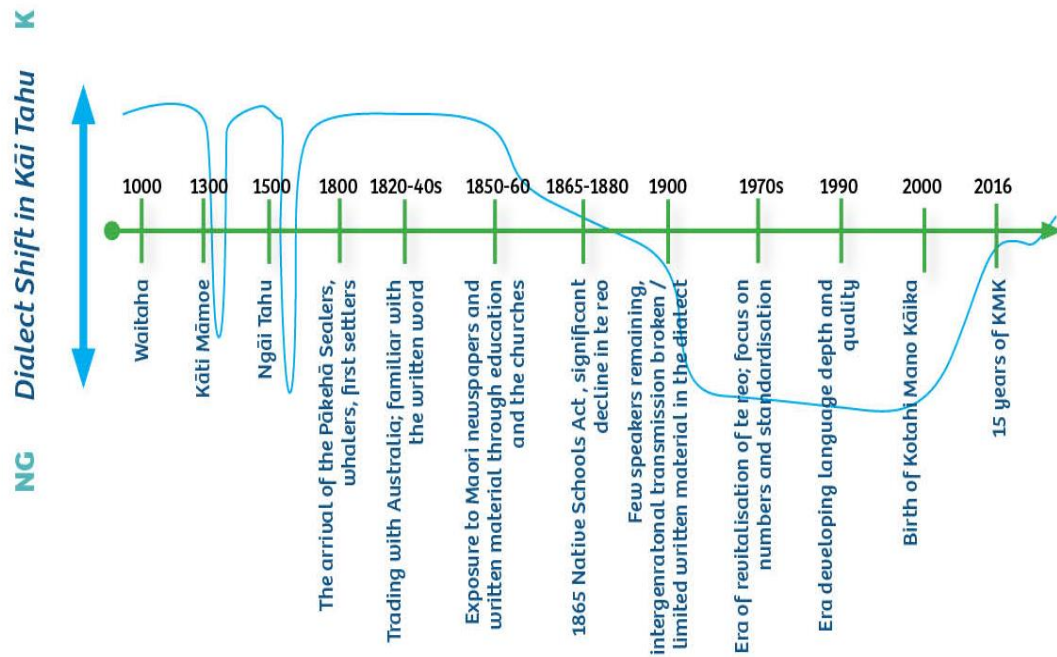 Dialect Shift in Kāi Tahu
K
NG
1000
Waitaha
1300
Kāti Māmoe
1500
Ngāi Tahu
1800
The arrival of the Pākehā Sealers,
whalers, first settlers
1820-40s
Trading with Australia; familiar with
the written word
1850-60
Exposure to Maori newspapers and
written material through education
and the churches
1865-1880
1865 Native Schools Act , significant
decline in te reo
1900
Few speakers remaining,
intergenratonal transmission broken /
limited written material in the dialect
1970s
Era of revitalisation of te reo; focus on
numbers and standardisation
1990
Era developing language depth and
quality
2000
Birth of Kotahi Mano Kāika
2016
15 years of KMK